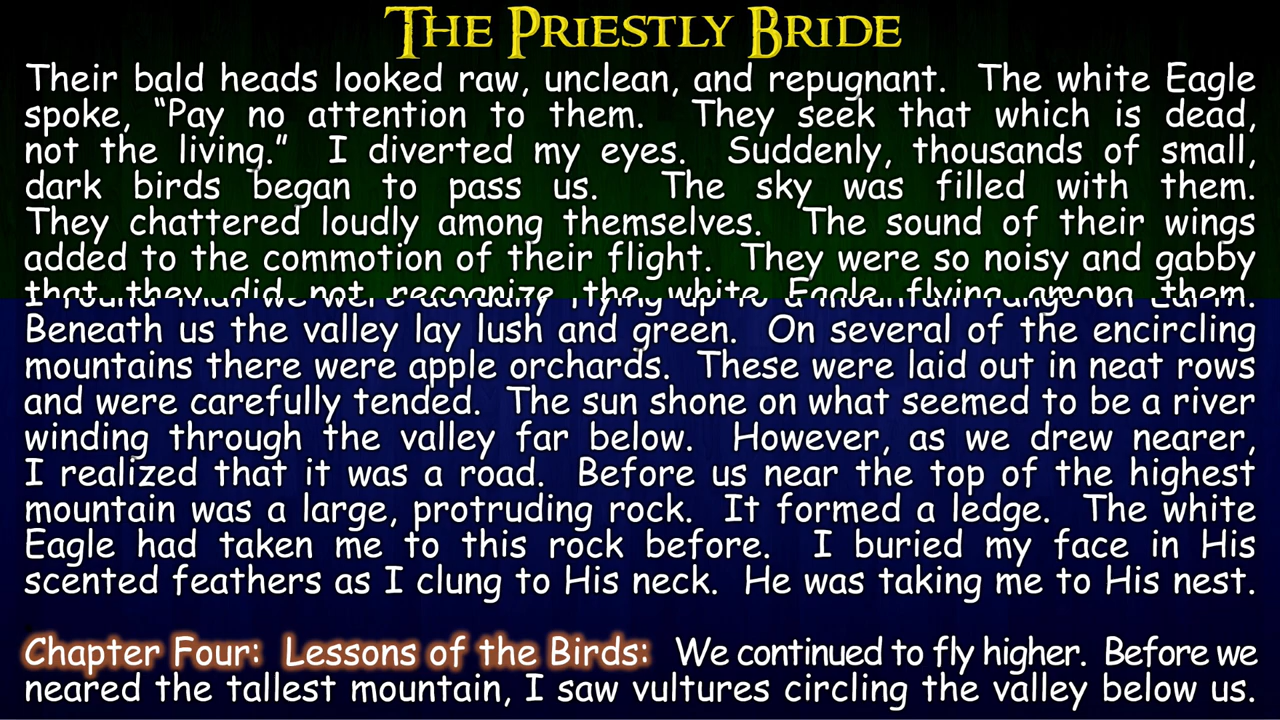 The Priestly Bride
Their bald heads looked raw, unclean, and repugnant. The white Eagle
spoke, “Pay no attention to them. They seek that which is dead,
not the living.” I diverted my eyes. Suddenly, thousands of small,
dark birds began to pass us. The sky was filled with them.
They chattered loudly among themselves. The sound of their wings
added to the commotion of their flight. They were so noisy and gabby
that they did not recognize the white Eagle flying among them.
Beneath us the valley lay lush and green. On several of the encircling
mountains there were apple orchards. These were laid out in neat rows
and were carefully tended. The sun shone on what seemed to be a river
winding through the valley far below. However, as we drew nearer,
I realized that it was a road. Before us near the top of the highest
mountain was a large, protruding rock. It formed a ledge. The white
Eagle had taken me to this rock before. I buried my face in His
scented feathers as I clung to His neck. He was taking me to His nest.
Chapter Four: Lessons of the Birds: We continued to fly higher. Before we
neared the tallest mountain, I saw vultures circling the valley below us.